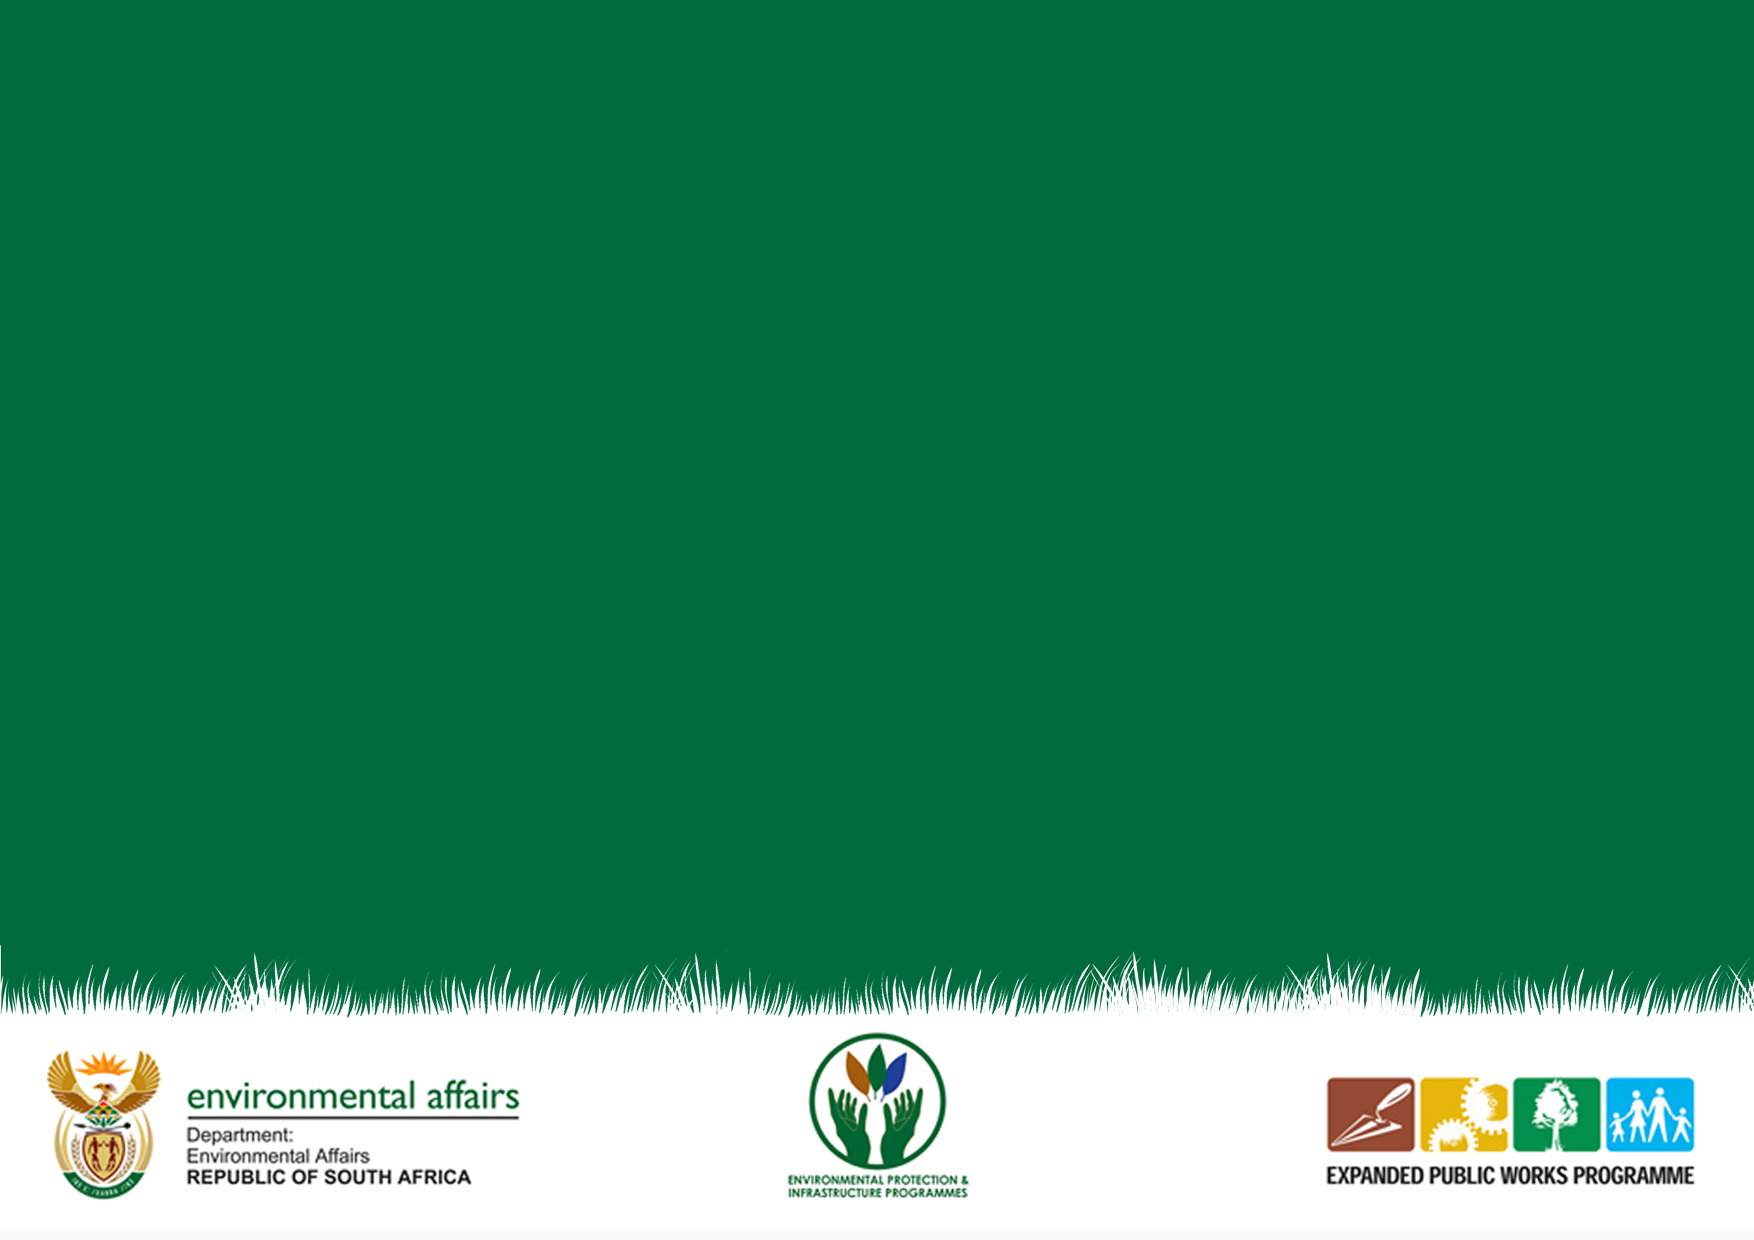 environmental affairs
Department:
Environmental Affairs
REPUBLIC OF SOUTH AFRICA
ENVIRONMENTAL PROTECTION &
INFRASTRUCTURE PROGRAMMES
EXPANDED PUBLIC WORKS PROGRAMME